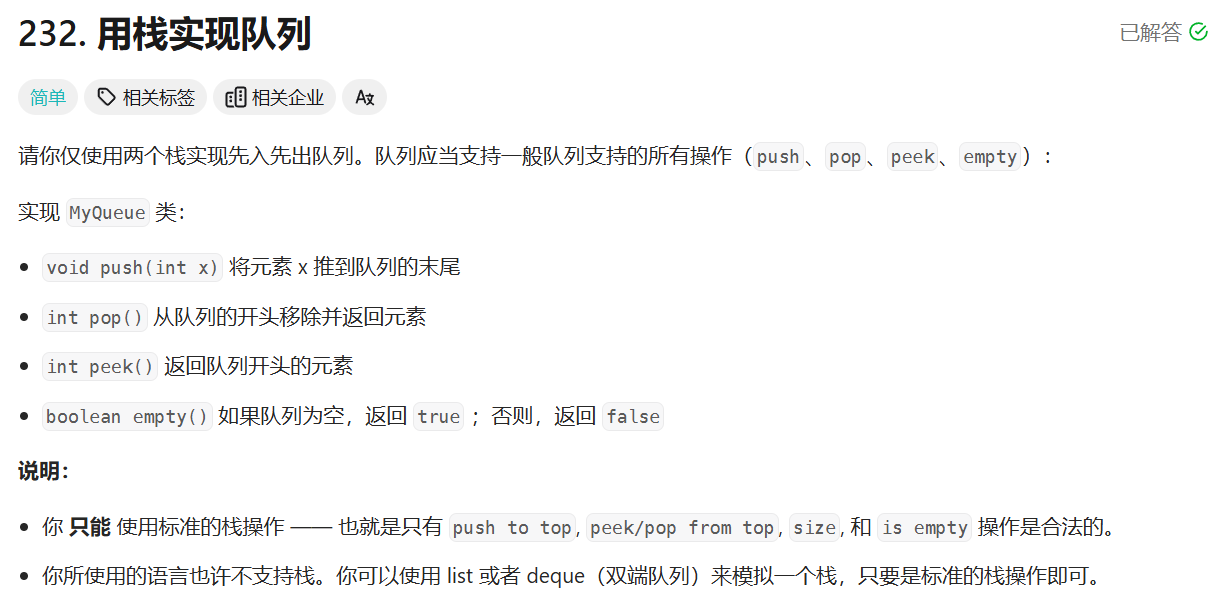 232. 用栈实现队列
已解答
简单 相关标签 相关企业 Az
请你仅使用两个栈实现先入先出队列。队列应当支持一般队列支持的所有操作（push、pop、peek、empty）：
实现 MyQueue 类：
• void push(int x) 将元素 x 推到队列的末尾
• int pop() 从队列的开头移除并返回元素
• int peek() 返回队列开头的元素
• boolean empty() 如果队列为空，返回 true ；否则，返回 false
说明：
• 你 只能 使用标准的栈操作 —— 也就是只有 push to top, peek/pop from top, size, 和 is empty 操作是合法的。
• 你所使用的语言也许不支持栈。你可以使用 list 或者 deque（双端队列）来模拟一个栈，只要是标准的栈操作即可。